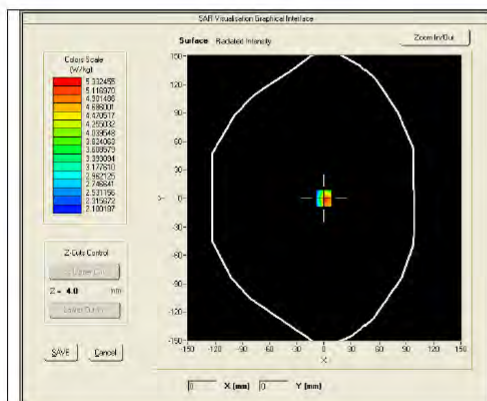 SAR Visualisation Graphical Interface
Surface Radiated Intensity
Zoom In/Out
Colors Scale
(W/kg)
5.332455
5.116970
4.901486
4.686001
4.470517
4.255032
4.039548
3.824063
3.608579
3.393094
3.177610
2.962125
2.746641
2.531156
2.315672
2.100187
150
120
90
60
30
0
-30
-60
-90
-120
-150
Y
-150 -120 -90 -60 -30 0 30 60 90 120 150
X
Z-Cuts Control
Z = 4.0 mm
SAVE Cancel
0 X (mm) 0 Y (mm)